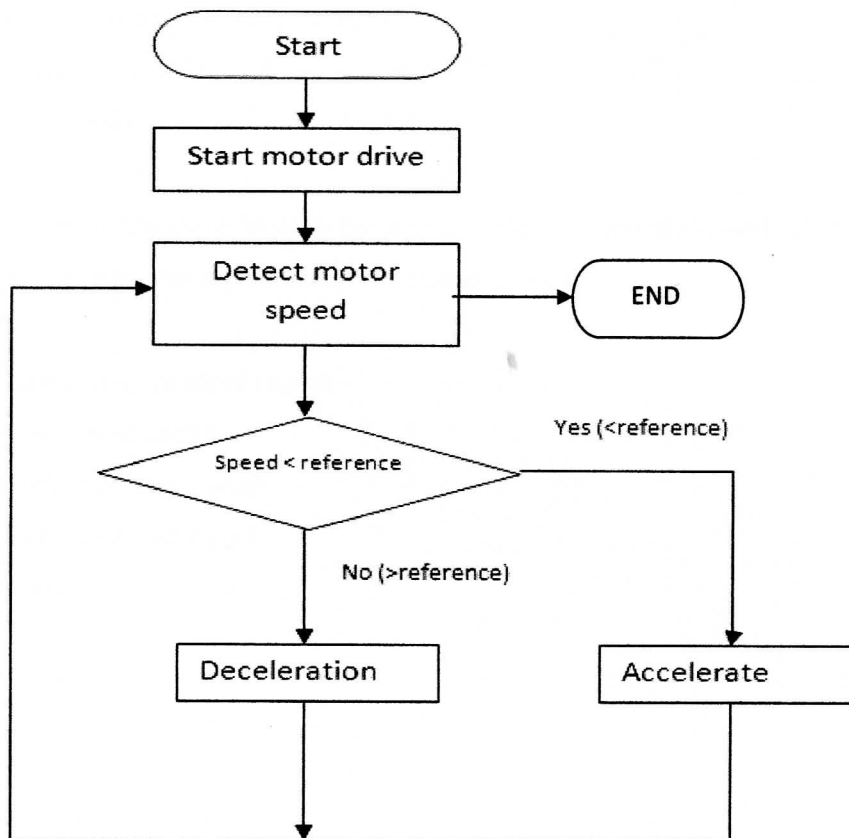 Start
Start motor drive
Detect motor
speed
END
Yes (<reference)
Speed < reference
No (>reference)
Deceleration
Accelerate